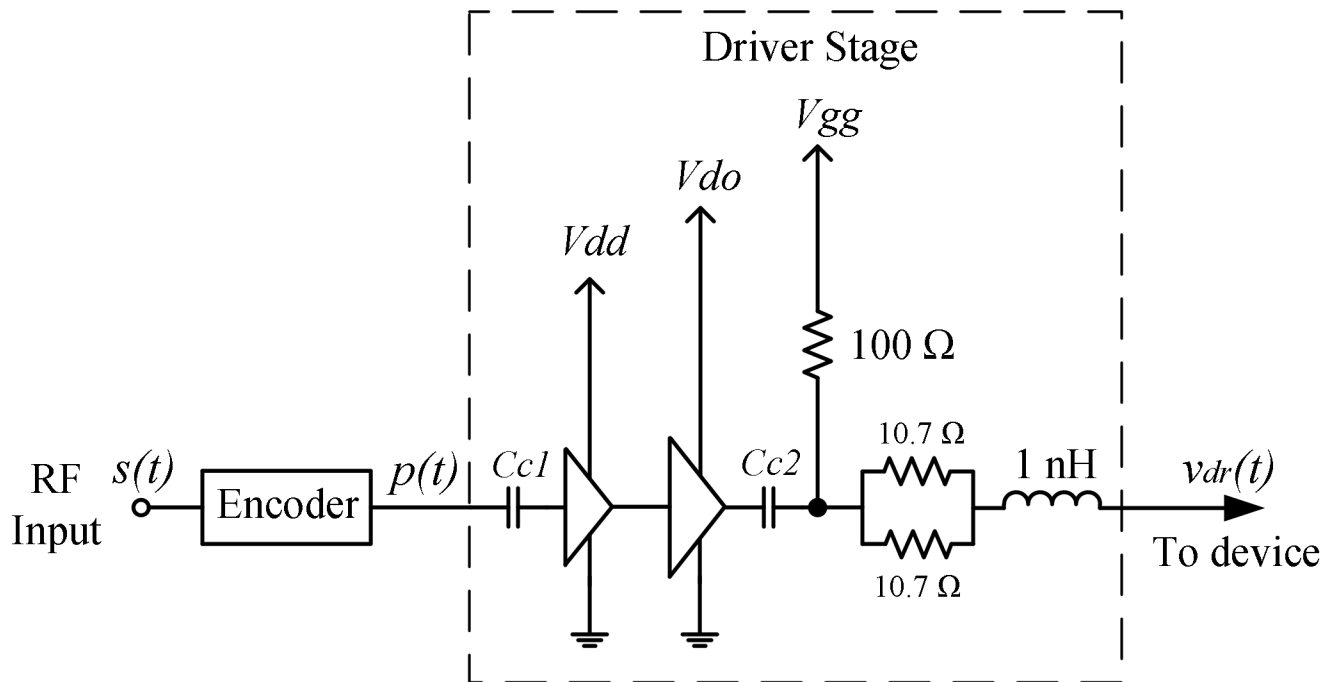 Driver Stage
Vgg
Vdo
Vdd
100 Ω
10.7 Ω
1 nH
RF
Input
s(t)
Encoder
p(t)
Cc1
Cc2
vdr(t)
To device
10.7 Ω